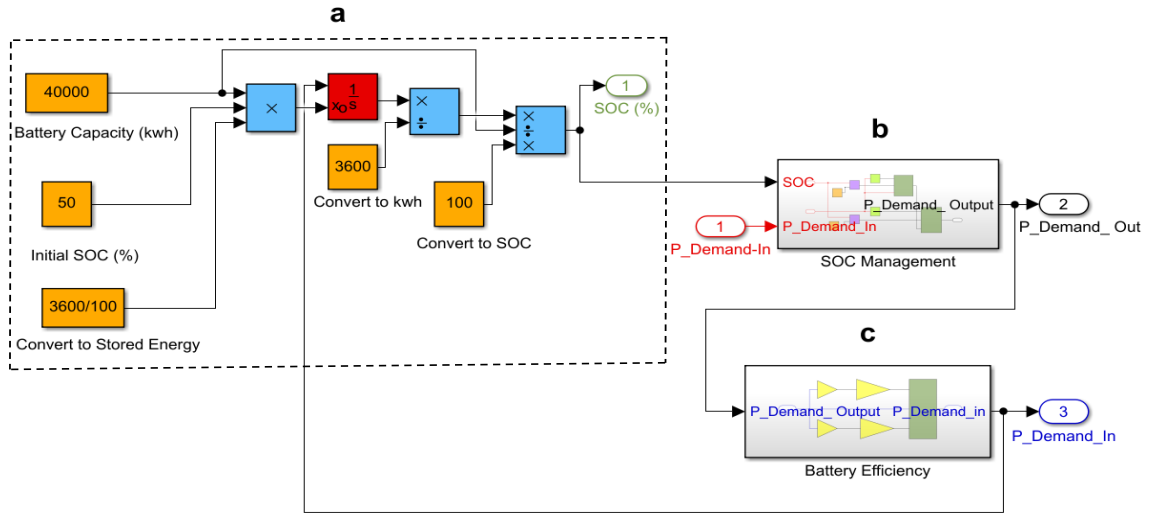 a
40000
Battery Capacity (kwh)
×
1
s
xo
×
÷
×
÷
×
1
SOC (%)
3600
Convert to kwh
50
Initial SOC (%)
100
Convert to SOC
3600/100
Convert to Stored Energy
b
SOC
P_Demand_ Output
P_Demand_In
SOC Management
1
P_Demand-In
2
P_Demand_ Out
c
P_Demand_ Output
P_Demand_in
Battery Efficiency
3
P_Demand_In